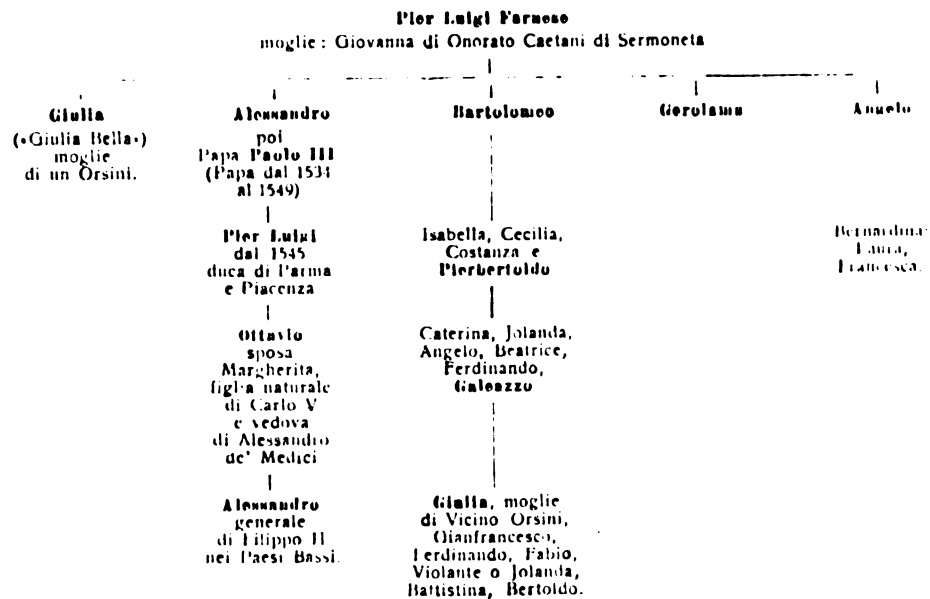 Pier Luigi Farnese
moglie: Giovanna di Onorato Caetani di Sermoneta
Giulia
(«Giulia Bella»)
moglie
di un Orsini.
Alessandro
poi
Papa Paolo III
(Papa dal 1534
al 1549)
Pier Luigi
dal 1545
duca di Parma
e Piacenza
Ottavio
sposa
Margherita,
figlia naturale
di Carlo V
e vedova
di Alessandro
de' Medici
Alessandro
generale
di Filippo II
nei Paesi Bassi.
Bartolomeo
Isabella, Cecilia,
Costanza e
Pierbertoldo
Caterina, Jolanda,
Angelo, Beatrice,
Ferdinando,
Galeazzo
Giulia, moglie
di Vicino Orsini,
Gianfrancesco,
Ferdinando, Fabio,
Violante o Jolanda,
Battistina, Bertoldo.
Gerolama
Angelo
Bernardina,
Laura,
Francesca.